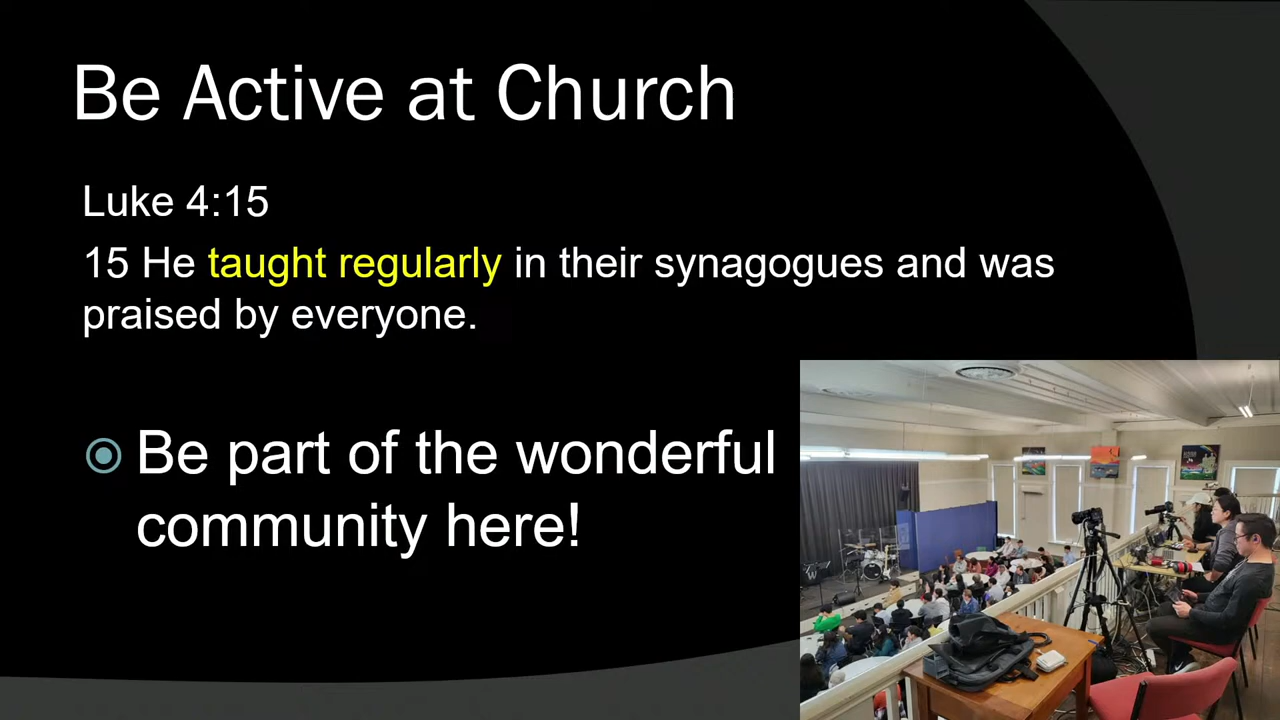 Be Active at Church
Luke 4:15
15 He taught regularly in their synagogues and was
praised by everyone.
Be part of the wonderful
community here!